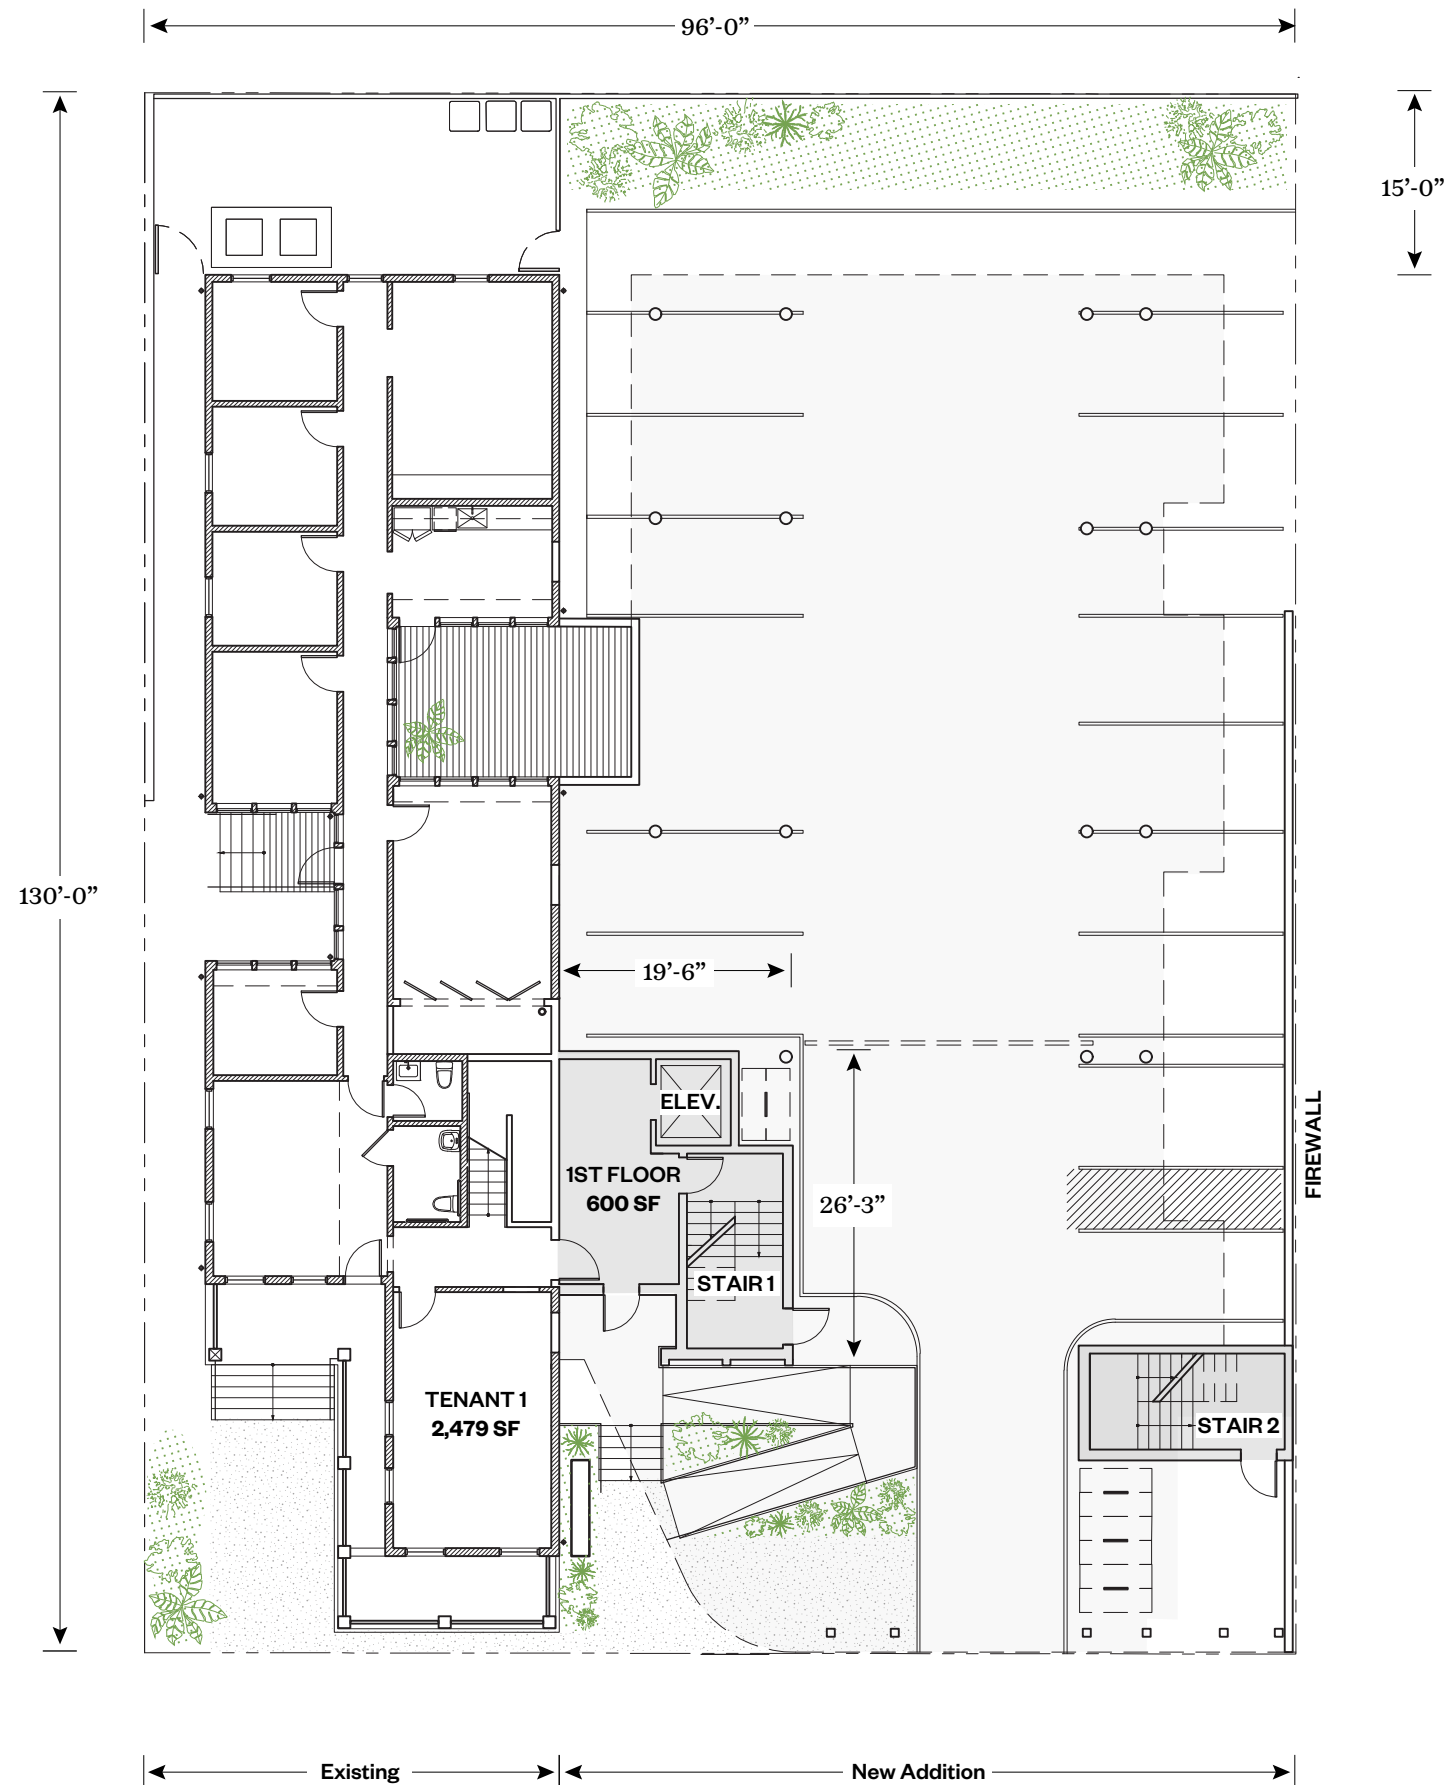 96’-0”
15’-0”
130’-0”
19’-6”
ELEV.
FIREWALL
1ST FLOOR
600 SF
26’-3”
STAIR 1
TENANT 1
2,479 SF
STAIR 2
Existing
New Addition